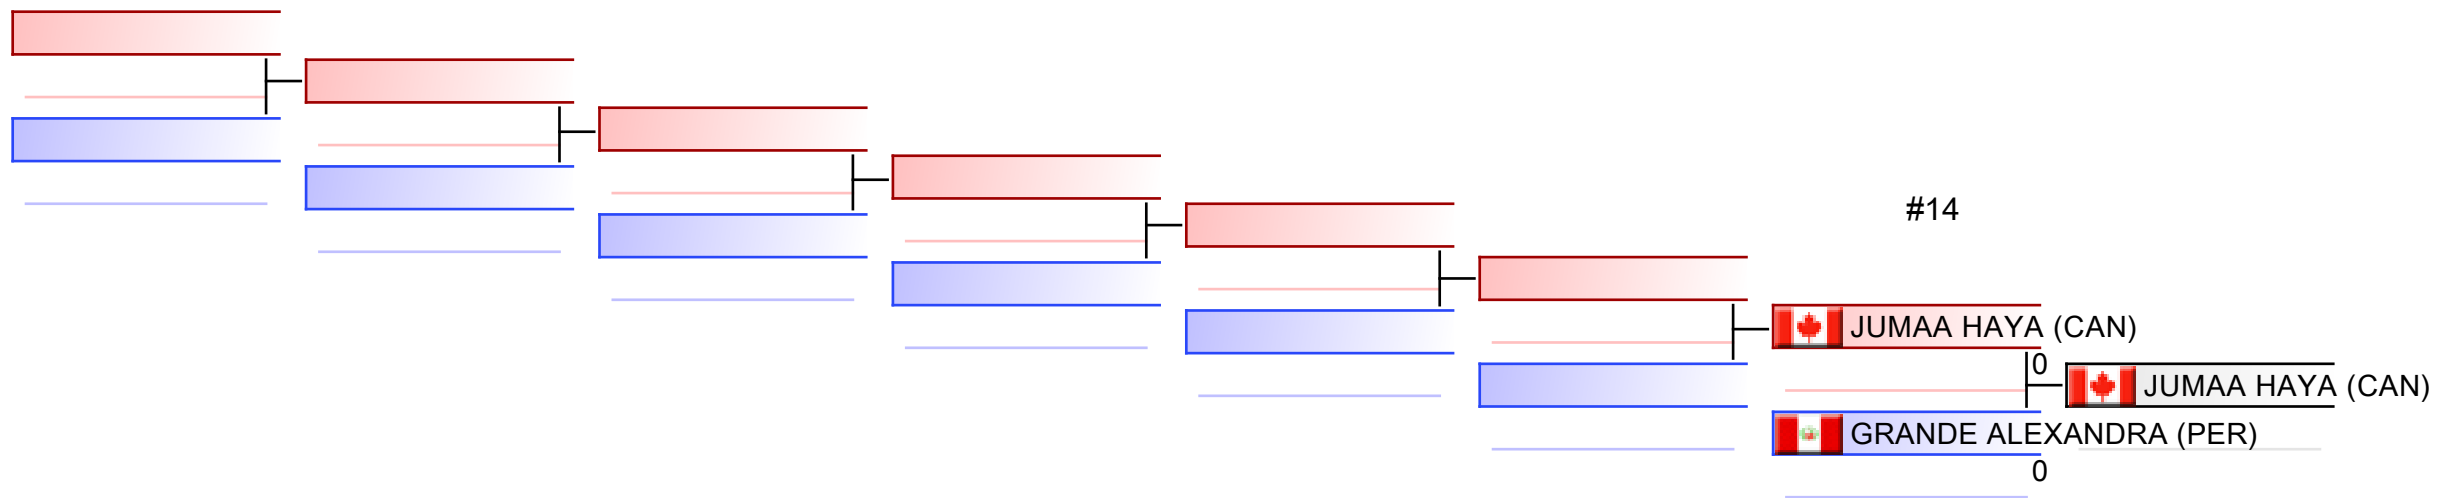 #14
JUMAA HAYA (CAN)
0
JUMAA HAYA (CAN)
GRANDE ALEXANDRA (PER)
0